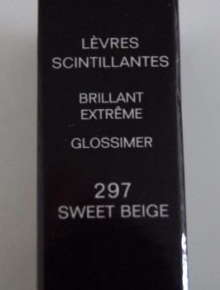 LÈVRES
SCINTILLANTES
BRILLANT
EXTRÊME
GLOSSIMER
297
SWEET BEIGE